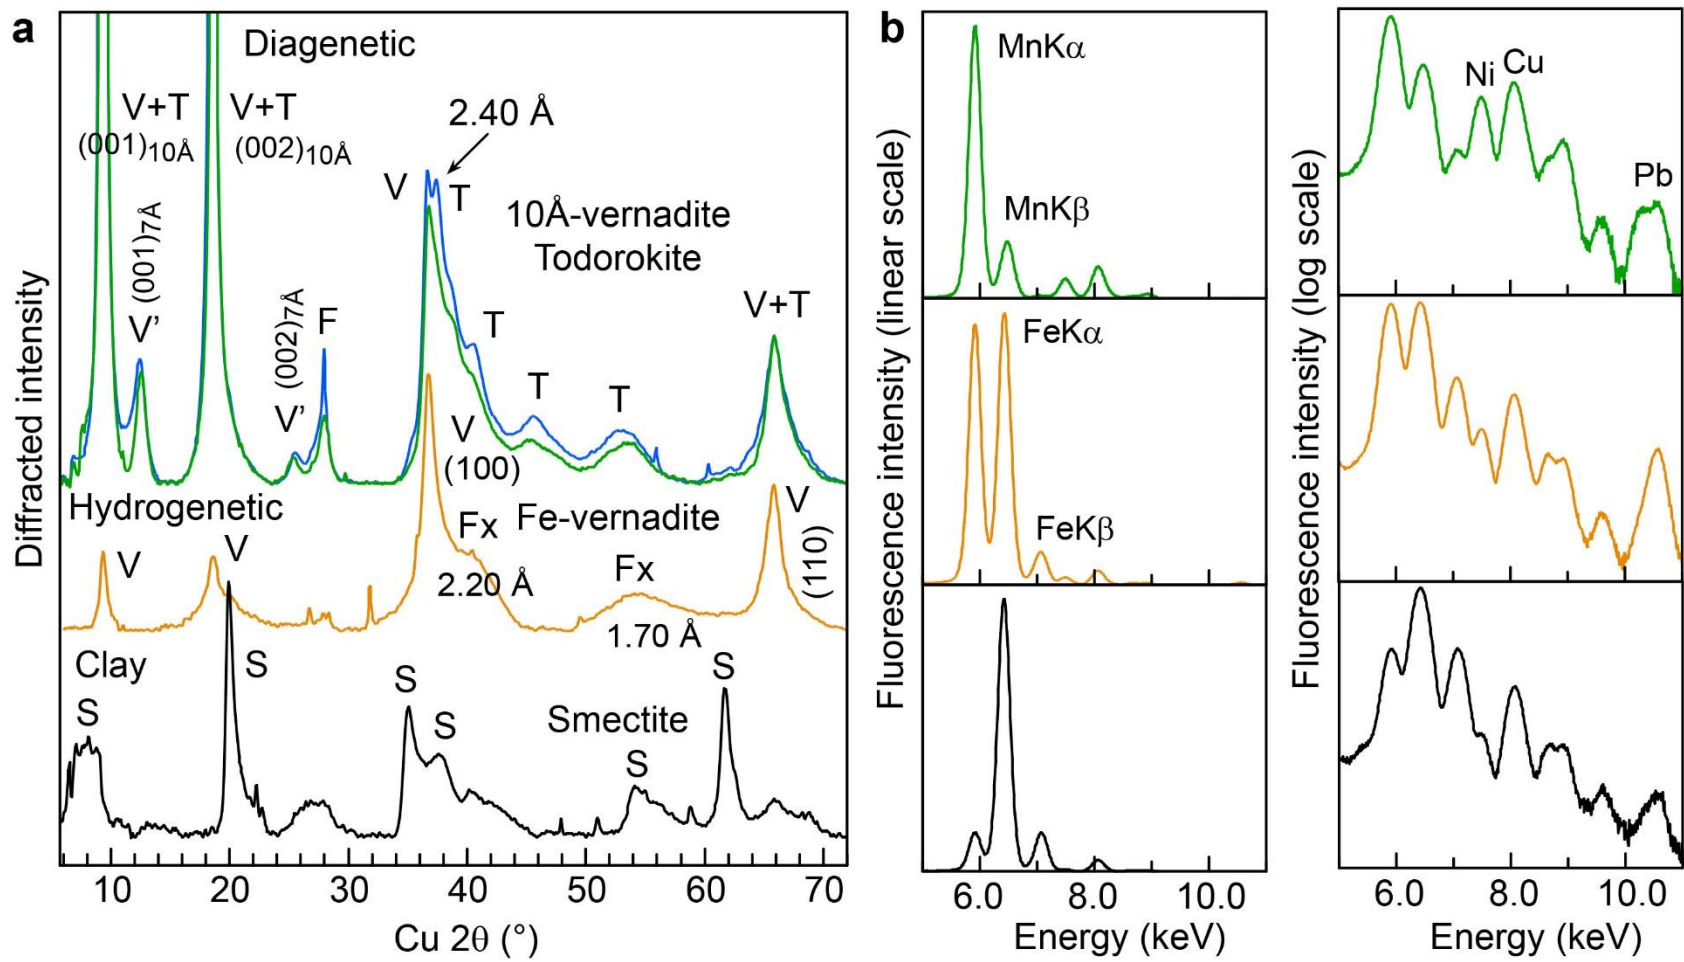 a
Diagenetic
V+T
(001)10Å
V+T
(002)10Å
2.40 Å
V
T
10Å-vernadite
Todorokite
V' (001)7Å
V' (002)7Å
F
T
T
T
V+T
Hydrogenetic
V
V
V
(100)
Fx
2.20 Å
Fe-vernadite
Fx
1.70 Å
V
(110)
Clay
S
S
S
S
Smectite
S
S
Diffracted intensity
10 20 30 40 50 60 70
Cu 2θ (°)
b
MnKα
MnKβ
FeKα
FeKβ
Fluorescence intensity (linear scale)
6.0 8.0 10.0
Energy (keV)
Ni
Cu
Pb
Fluorescence intensity (log scale)
6.0 8.0 10.0
Energy (keV)